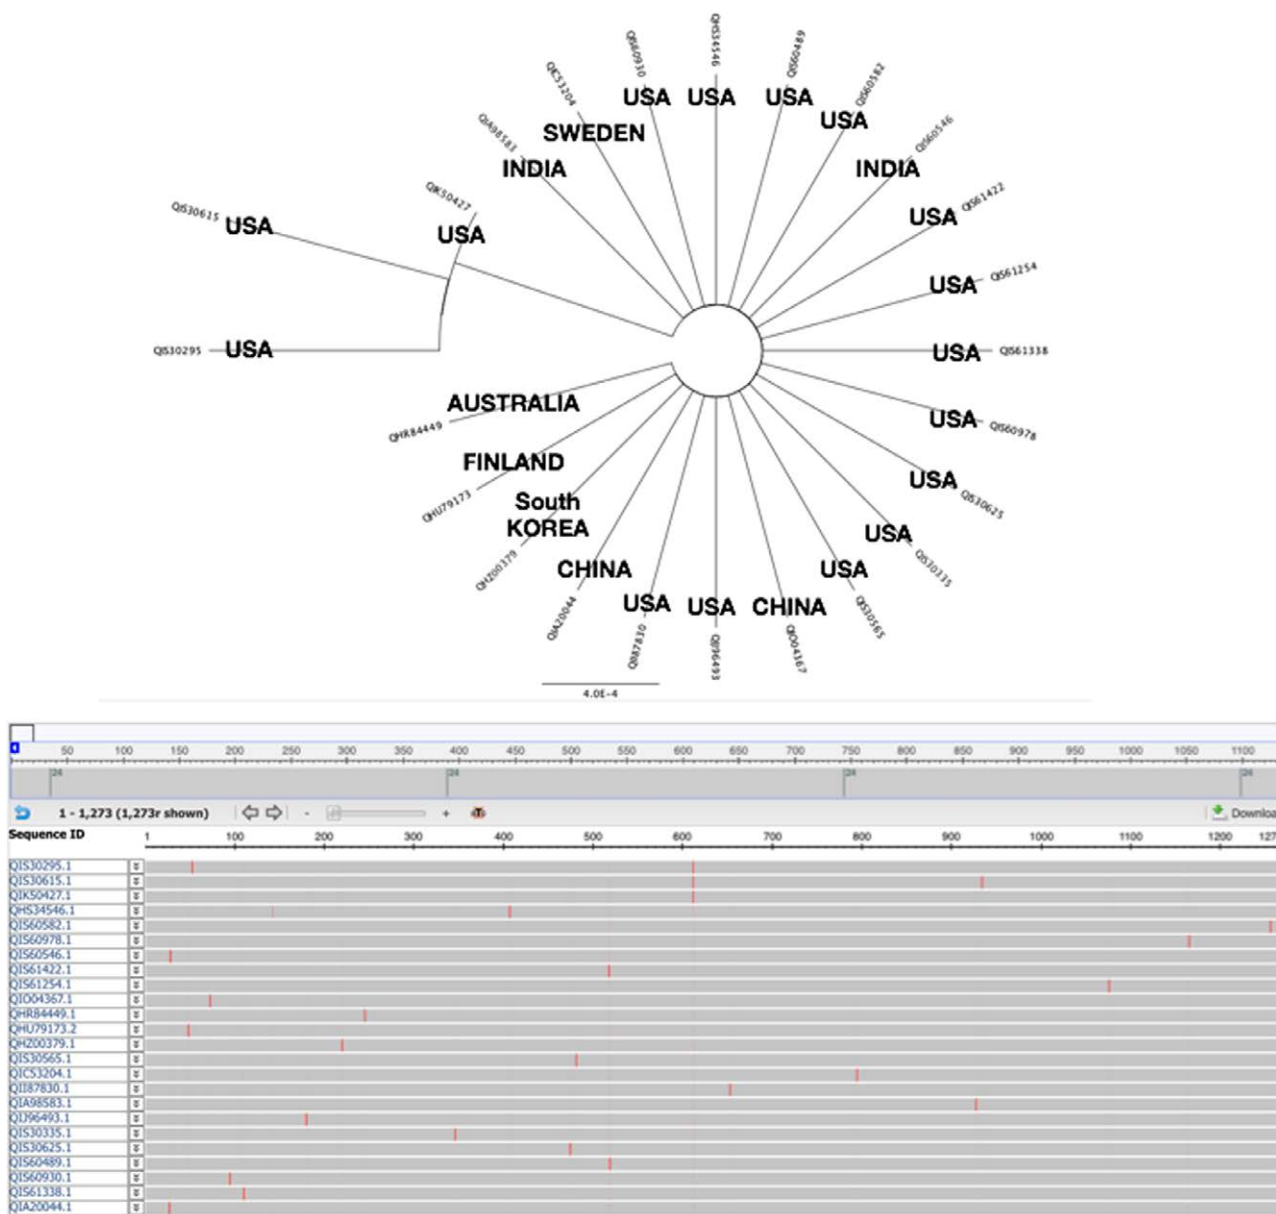 QHS34546
QIS60930
QIS60489
QIC53204
QIS60582
USA USA USA
QIA98583
SWEDEN
USA
QIS60546
INDIA
INDIA
QIK50427
QIS61422
QIS30615 USA
USA
USA
QIS61254
USA
QIS30295 USA
USA QIS61338
AUSTRALIA
QHR84449
USA QIS60978
FINLAND
QHU79173
USA
QIS30625
South
KOREA
QHZ00379
USA
QIS30335
CHINA
USA
QIA20044
USA USA CHINA
QIS30565
QII87830
QIJ96493
QIO04367
4.0E-4
50 100 150 200 250 300 350 400 450 500 550 600 650 700 750 800 850 900 950 1000 1050 1100
24 24 24 24
1 - 1,273 (1,273r shown) - + Downloa
Sequence ID 1 100 200 300 400 500 600 700 800 900 1000 1100 1200 127
QIS30295.1
QIS30615.1
QIK50427.1
QHS34546.1
QIS60582.1
QIS60978.1
QIS60546.1
QIS61422.1
QIS61254.1
QIO04367.1
QHR84449.1
QHU79173.2
QHZ00379.1
QIS30565.1
QIC53204.1
QII87830.1
QIA98583.1
QIJ96493.1
QIS30335.1
QIS30625.1
QIS60489.1
QIS60930.1
QIS61338.1
QIA20044.1